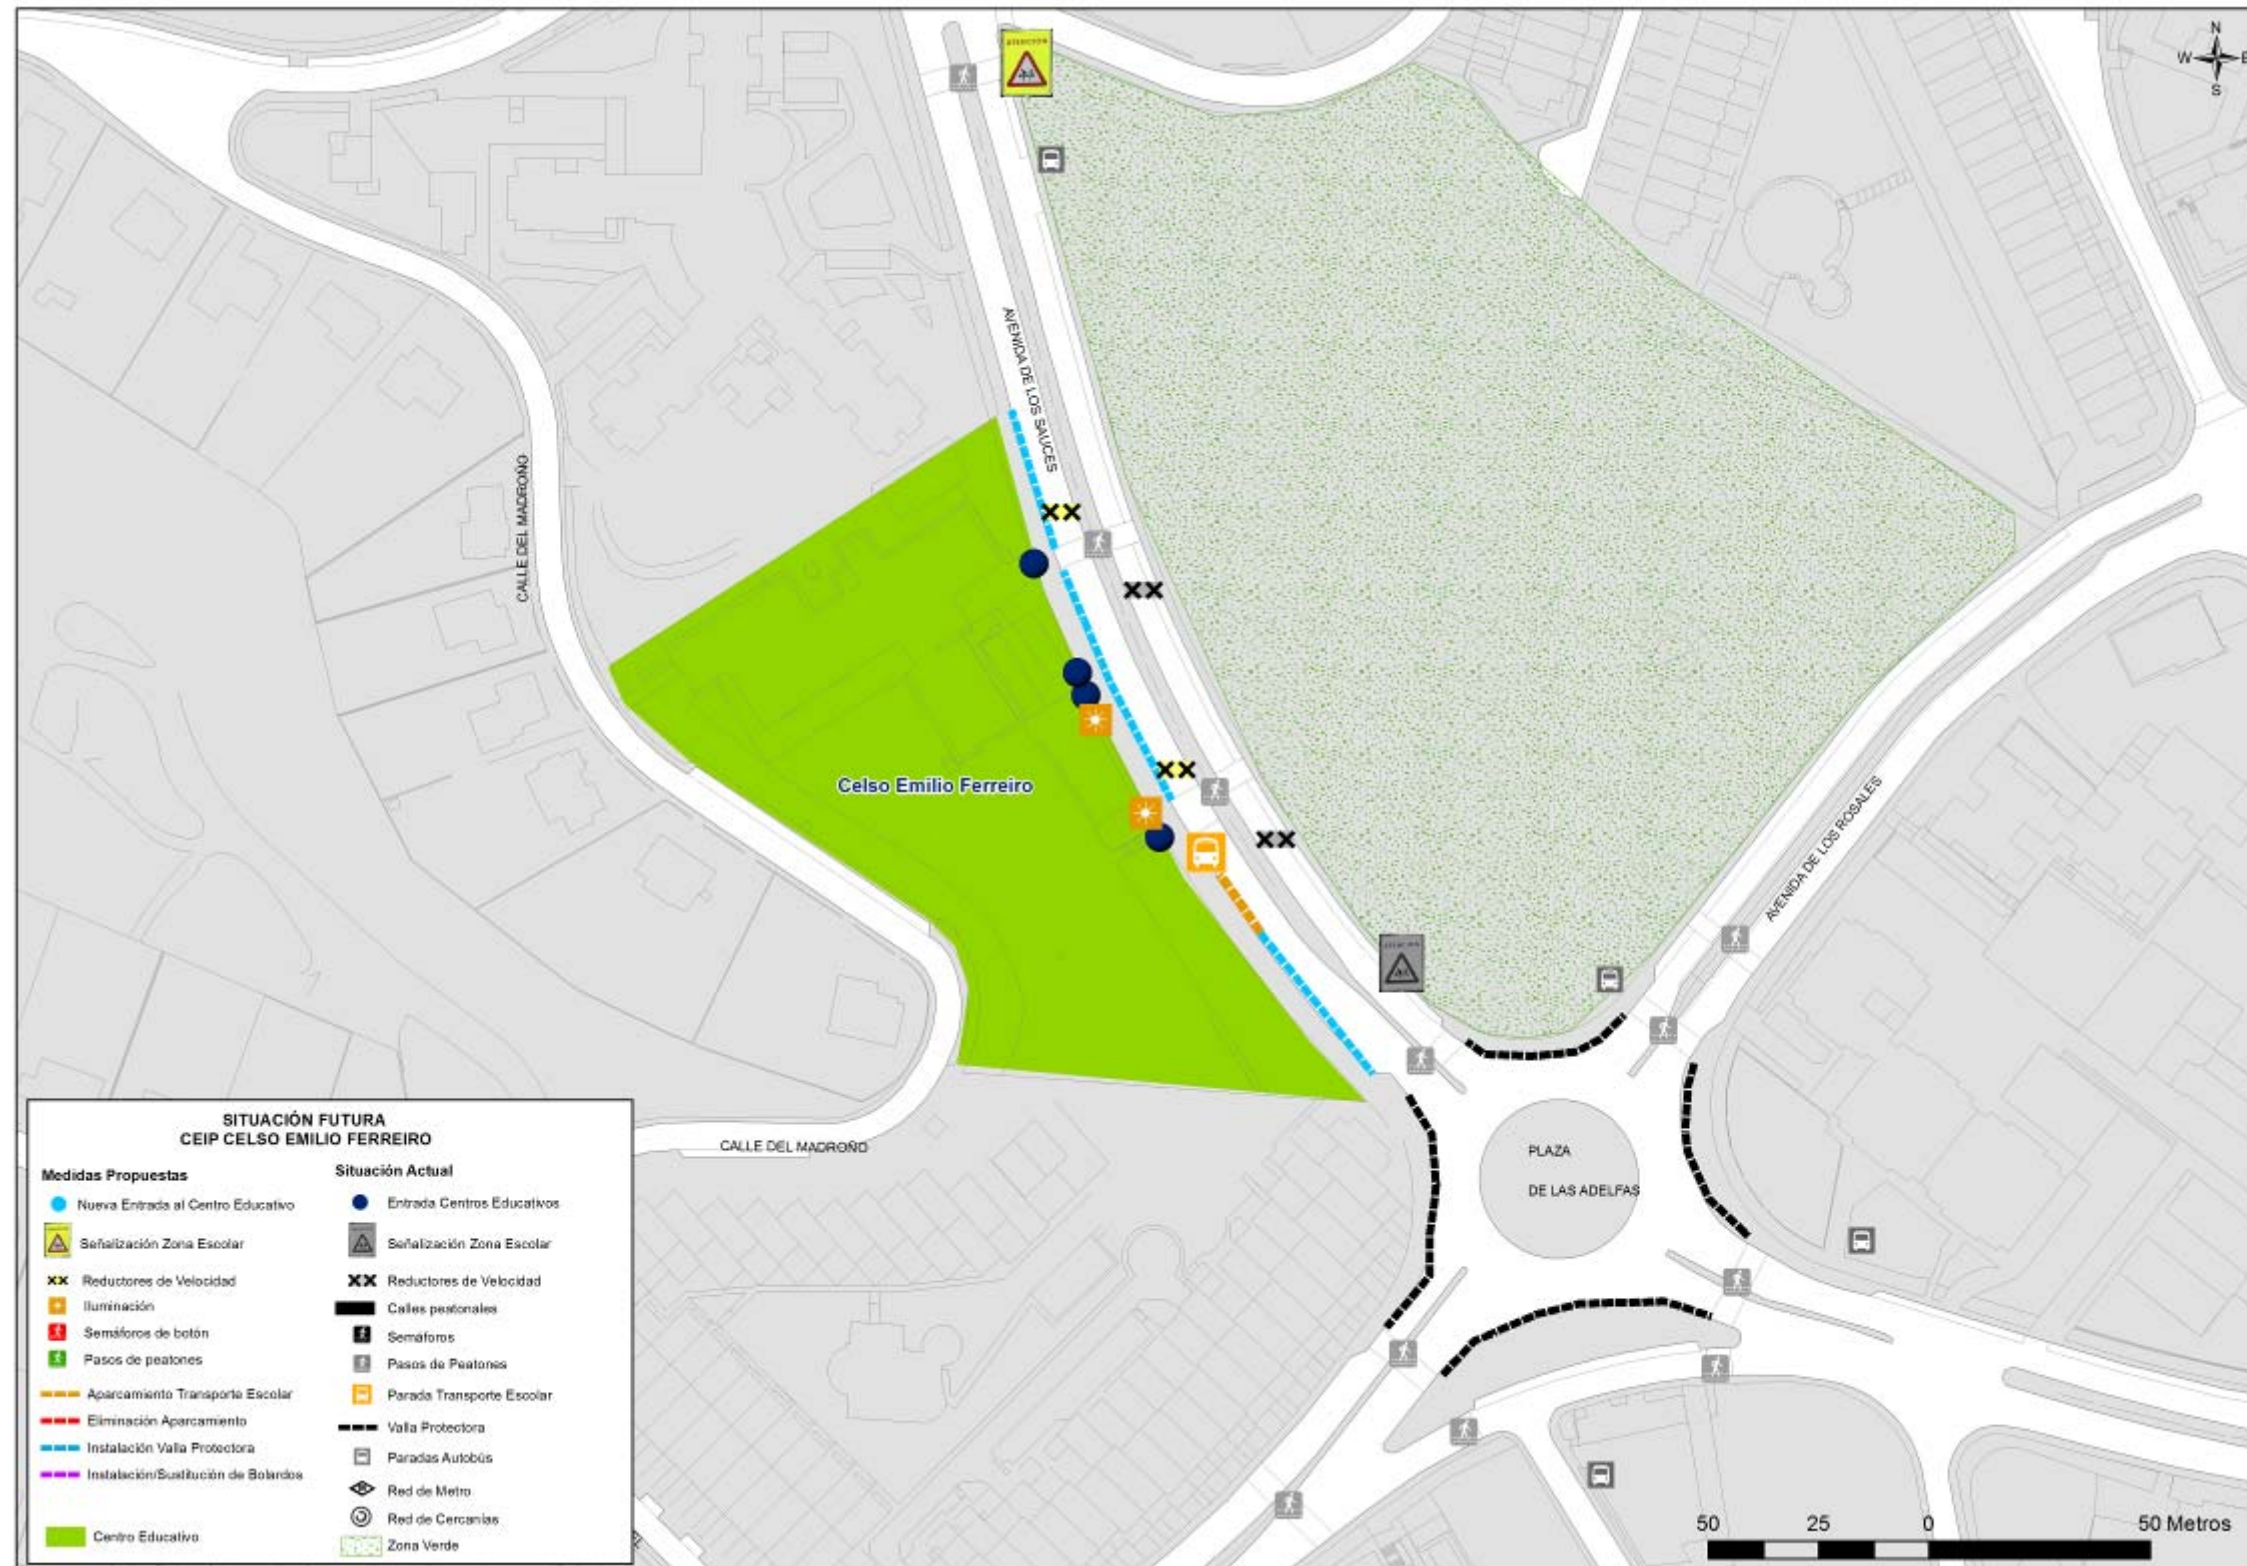 N
W E
S
ATENCIÓN
AVENIDA DE LOS SAUCES
CALLE DEL MADROÑO
Celso Emilio Ferreiro
AVENIDA DE LOS ROSALES
PLAZA
DE LAS ADELFAS
CALLE DEL MADROÑO
SITUACIÓN FUTURA
CEIP CELSO EMILIO FERREIRO
Medidas Propuestas
Nueva Entrada al Centro Educativo
Señalización Zona Escolar
Reductores de Velocidad
Iluminación
Semáforos de botón
Pasos de peatones
Aparcamiento Transporte Escolar
Eliminación Aparcamiento
Instalación Valla Protectora
Instalación/Sustitución de Bolardos
Centro Educativo
Situación Actual
Entrada Centros Educativos
Señalización Zona Escolar
Reductores de Velocidad
Calles peatonales
Semáforos
Pasos de Peatones
Parada Transporte Escolar
Valla Protectora
Paradas Autobús
Red de Metro
Red de Cercanías
Zona Verde
50 25 0 50 Metros